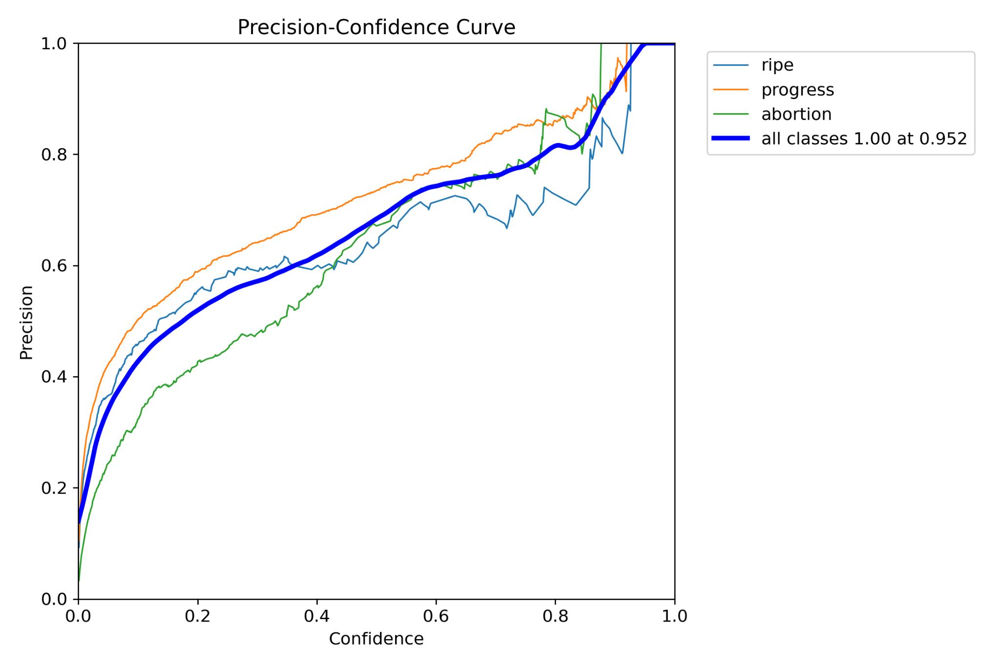 Precision-Confidence Curve
1.0
0.8
0.6
0.4
0.2
0.0
Precision
0.0 0.2 0.4 0.6 0.8 1.0
Confidence
ripe
progress
abortion
all classes 1.00 at 0.952